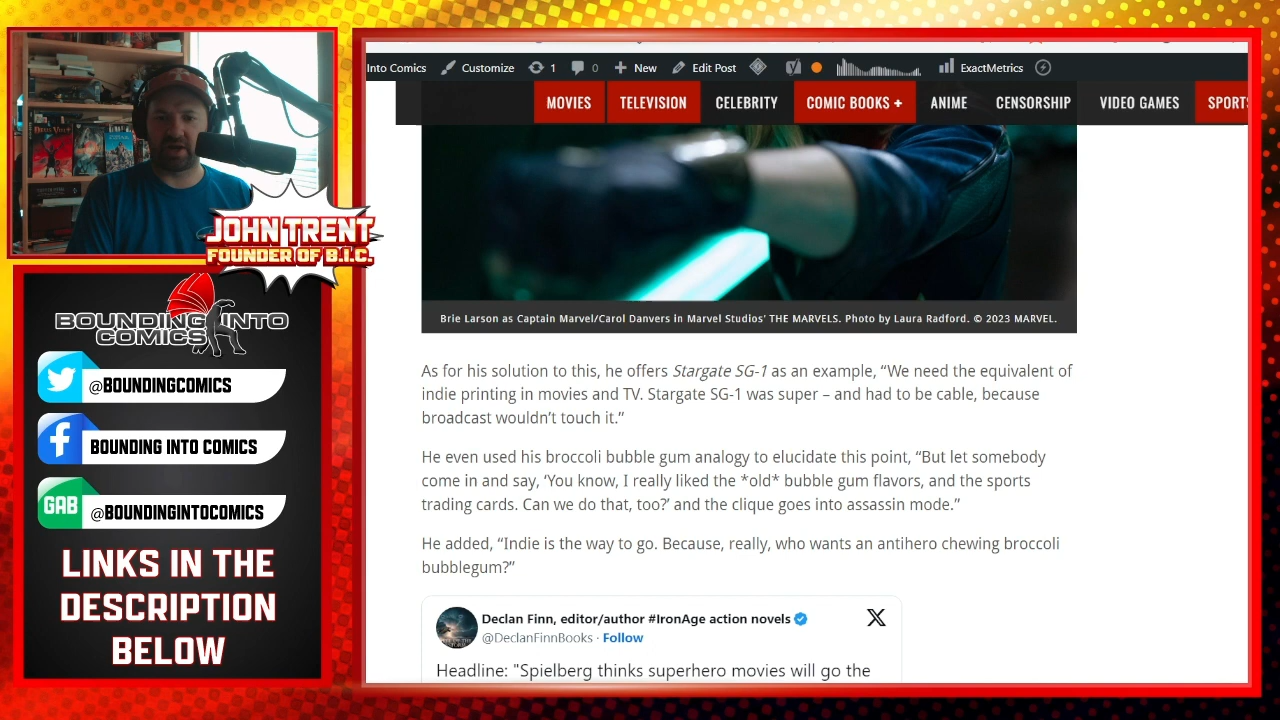 Into Comics Customize 1 0 New Edit Post ExactMetrics
MOVIES TELEVISION CELEBRITY COMIC BOOKS + ANIME CENSORSHIP VIDEO GAMES SPORTS
JOHN TRENT
FOUNDER OF B.I.C.
BOUNDING INTO
COMICS
@BOUNDINGCOMICS
BOUNDING INTO COMICS
GAB
@BOUNDINGINTOCOMICS
LINKS IN THE
DESCRIPTION
BELOW
Brie Larson as Captain Marvel/Carol Danvers in Marvel Studios' THE MARVELS. Photo by Laura Radford. © 2023 MARVEL.
As for his solution to this, he offers Stargate SG-1 as an example, “We need the equivalent of
indie printing in movies and TV. Stargate SG-1 was super – and had to be cable, because
broadcast wouldn’t touch it.”
He even used his broccoli bubble gum analogy to elucidate this point, “But let somebody
come in and say, ‘You know, I really liked the *old* bubble gum flavors, and the sports
trading cards. Can we do that, too?’ and the clique goes into assassin mode.”
He added, “Indie is the way to go. Because, really, who wants an antihero chewing broccoli
bubblegum?”
Declan Finn, editor/author #IronAge action novels
@DeclanFinnBooks · Follow
Headline: "Spielberg thinks superhero movies will go the